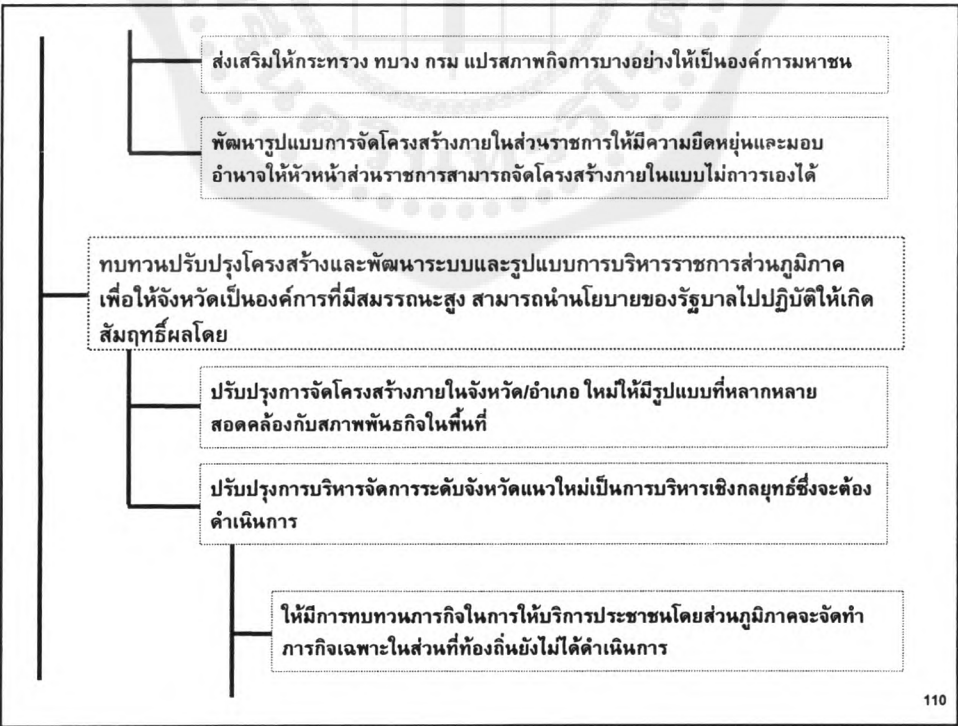 ส่งเสริมให้กระทรวง ทบวง กรม แปรสภาพกิจการบางอย่างให้เป็นองค์การมหาชน
พัฒนารูปแบบการจัดโครงสร้างภายในส่วนราชการให้มีความยืดหยุ่นและมอบ
อำนาจให้หัวหน้าส่วนราชการสามารถจัดโครงสร้างภายในแบบไม่ถาวรเองได้
ทบทวนปรับปรุงโครงสร้างและพัฒนาระบบและรูปแบบการบริหารราชการส่วนภูมิภาค
เพื่อให้จังหวัดเป็นองค์การที่มีสมรรถนะสูง สามารถนำนโยบายของรัฐบาลไปปฏิบัติให้เกิด
สัมฤทธิ์ผลโดย
ปรับปรุงการจัดโครงสร้างภายในจังหวัด/อำเภอ ใหม่ให้มีรูปแบบที่หลากหลาย
สอดคล้องกับสภาพพันธกิจในพื้นที่
ปรับปรุงการบริหารจัดการระดับจังหวัดแนวใหม่เป็นการบริหารเชิงกลยุทธ์ซึ่งจะต้อง
ดำเนินการ
ให้มีการทบทวนภารกิจในการให้บริการประชาชนโดยส่วนภูมิภาคจะจัดทำ
ภารกิจเฉพาะในส่วนที่ท้องถิ่นยังไม่ได้ดำเนินการ
110